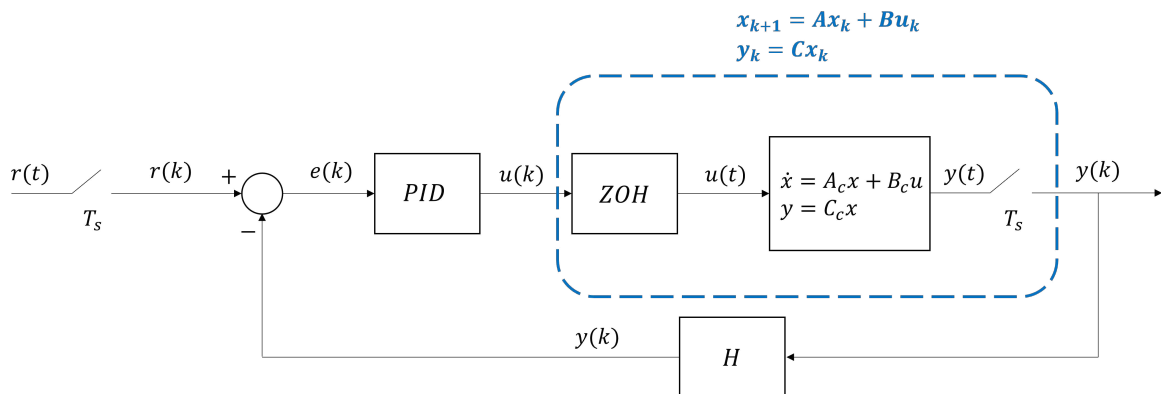 x_{k+1} = Ax_k + Bu_k
y_k = Cx_k
r(t)
T_s
r(k)
+
−
e(k)
PID
u(k)
ZOH
u(t)
ẋ = A_c x + B_c u
y = C_c x
y(t)
T_s
y(k)
y(k)
H